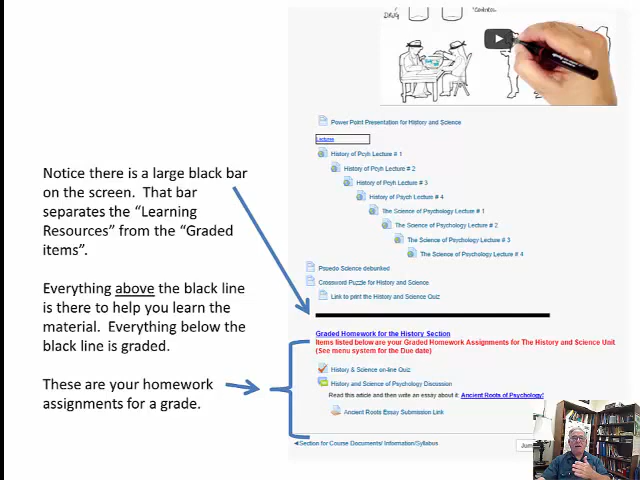 DRUG
Control
Power Point Presentation for History and Science
Lectures
Notice there is a large black bar
on the screen. That bar
separates the “Learning
Resources” from the “Graded
items”.
Everything above the black line
is there to help you learn the
material. Everything below the
black line is graded.
These are your homework
assignments for a grade.
History of Pcyh Lecture # 1
History of Pcyh Lecture # 2
History of Pcyh Lecture # 3
History of Psych Lecture # 4
The Science of Psychology Lecture # 1
The Science of Psychology Lecture # 2
The Science of Psychology Lecture # 3
The Science of Psychology Lecture # 4
Psuedo Science debunked
Crossword Puzzle for History and Science
Link to print the History and Science Quiz
Graded Homework for the History Section
Items listed below are your Graded Homework Assignments for The History and Science Unit
(See menu system for the Due date)
History & Science on-line Quiz
History and Science of Psychology Discussion
Read this article and then write an essay about it: Ancient Roots of Psychology!
Ancient Roots Essay Submission Link
◄Section for Course Documents/ Information/Syllabus